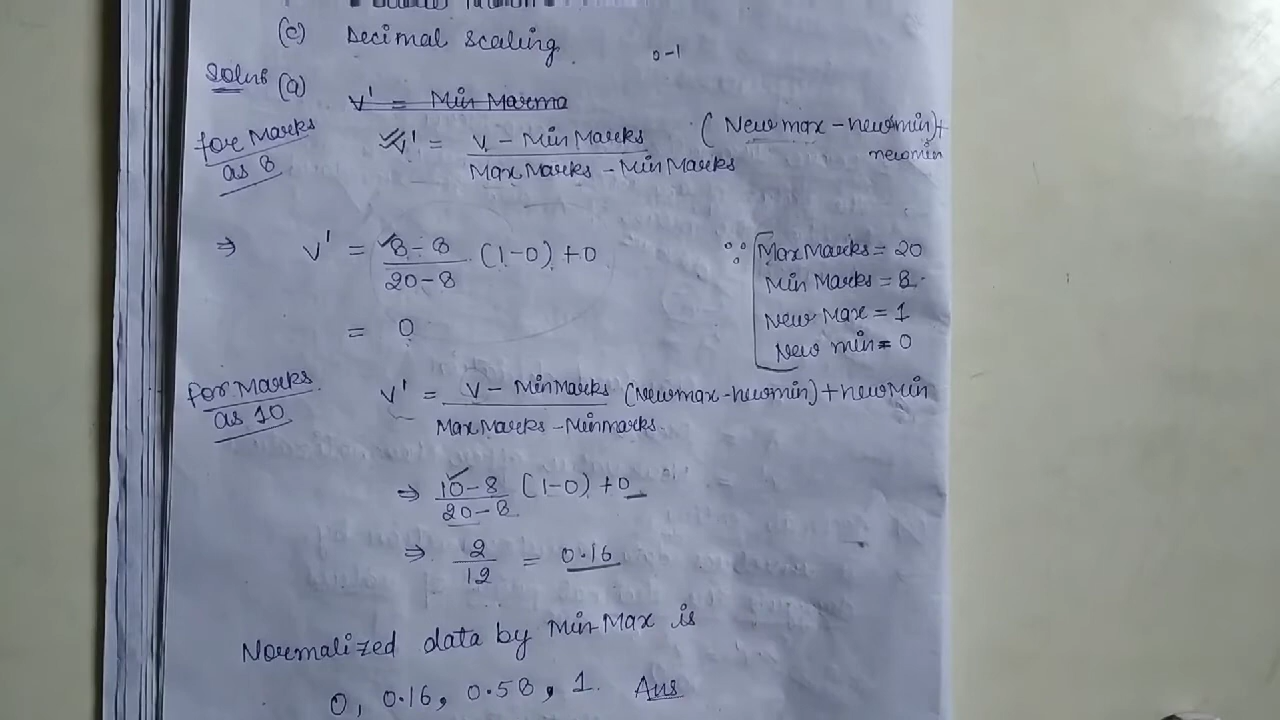 (c) Decimal scaling
0-1
Soluᵒ (a)
v' = Min Marma
for Marks as 8
v' = V - Min Marks / Max Marks - Min Marks (New max - new min) + new min
⇒ v' = 8-8 / 20-8 (1-0) +0
= 0
∵ Max Marks = 20
Min Marks = 8
New Max = 1
New min = 0
for Marks as 10
v' = V - Min Marks / Max Marks - Min marks (New max - new min) + new Min
⇒ 10-8 / 20-8 (1-0) +0
⇒ 2 / 12 = 0.16
Normalized data by Min-Max is
0, 0.16, 0.58, 1. Ans